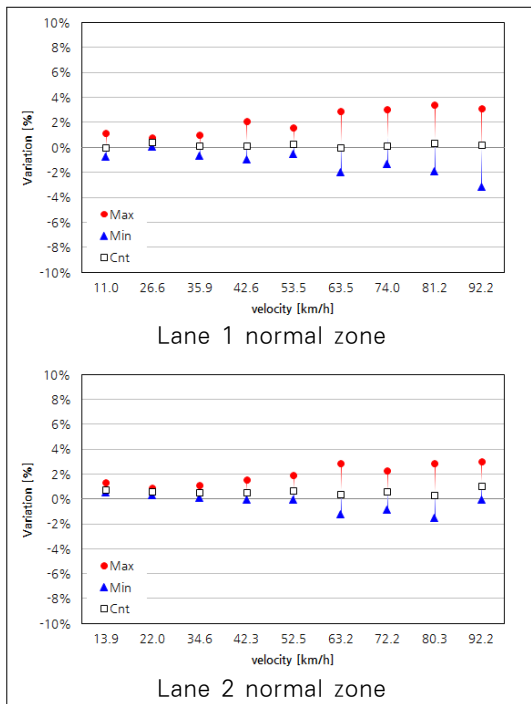 10%
8%
6%
4%
2%
0%
-2%
-4%
-6%
-8%
-10%
Variation [%]
Max
Min
Cnt
11.0 26.6 35.9 42.6 53.5 63.5 74.0 81.2 92.2
velocity [km/h]
Lane 1 normal zone
10%
8%
6%
4%
2%
0%
-2%
-4%
-6%
-8%
-10%
Variation [%]
Max
Min
Cnt
13.9 22.0 34.6 42.3 52.5 63.2 72.2 80.3 92.2
velocity [km/h]
Lane 2 normal zone